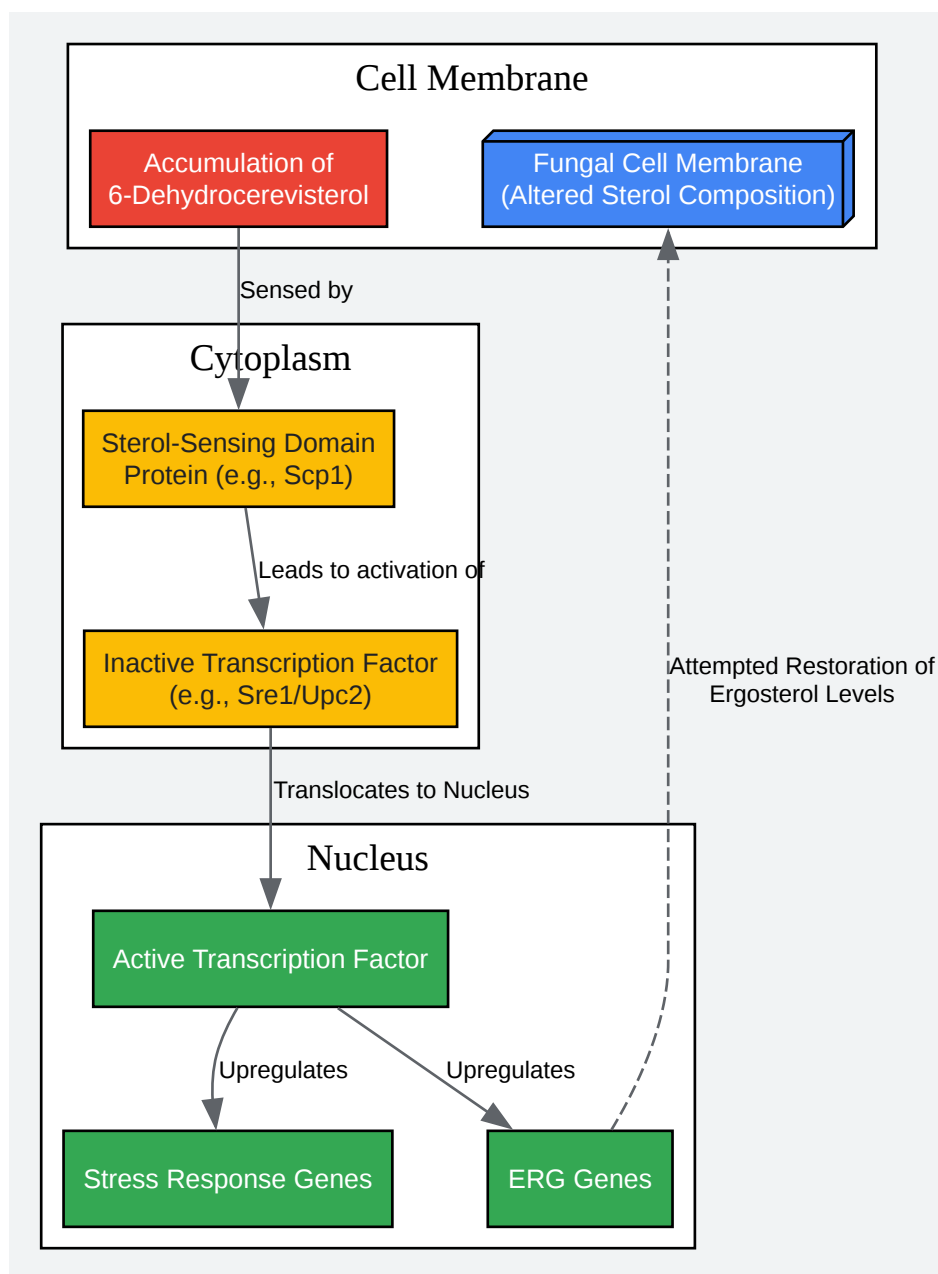 Cell Membrane
Accumulation of
6-Dehydrocerevisterol
Fungal Cell Membrane
(Altered Sterol Composition)
Sensed by
Cytoplasm
Sterol-Sensing Domain
Protein (e.g., Scp1)
Leads to activation of
Inactive Transcription Factor
(e.g., Sre1/Upc2)
Attempted Restoration of
Ergosterol Levels
Translocates to Nucleus
Nucleus
Active Transcription Factor
Upregulates
Upregulates
Stress Response Genes
ERG Genes